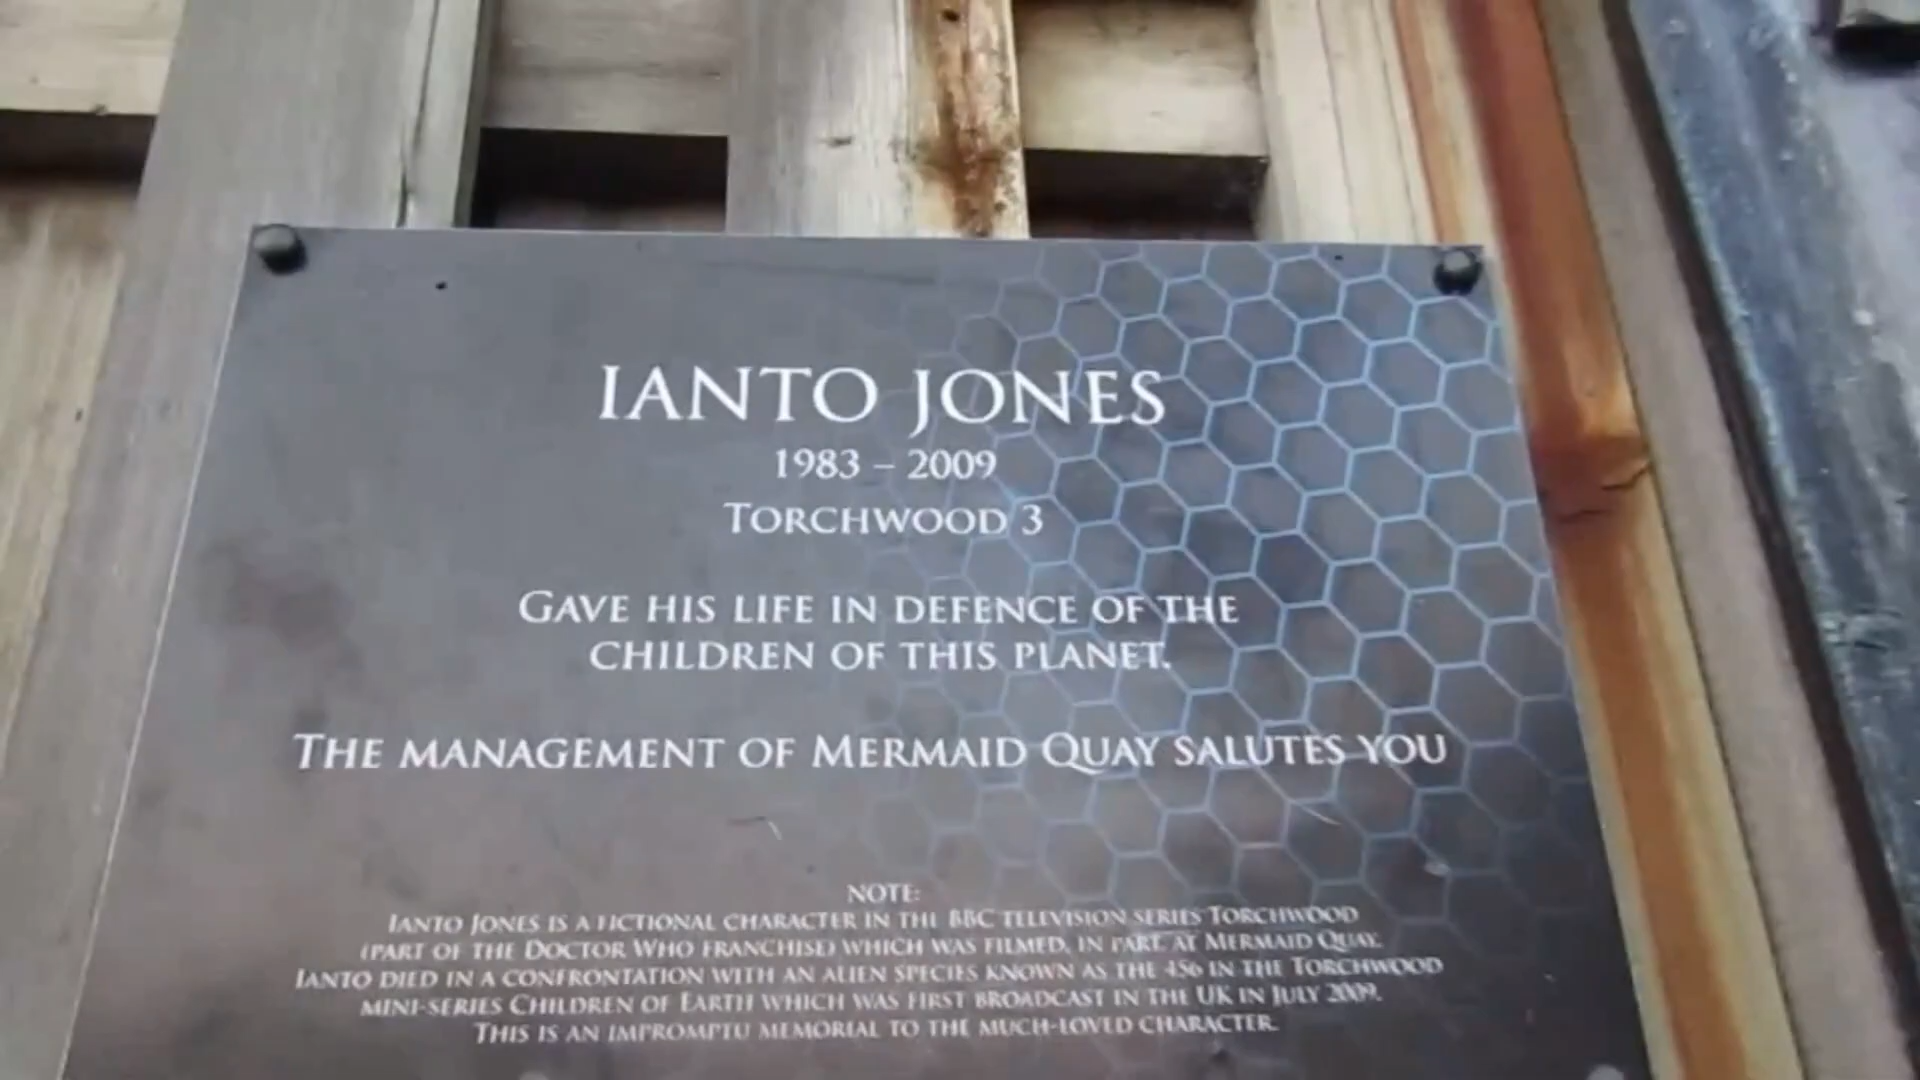 IANTO JONES
1983 – 2009
TORCHWOOD 3
GAVE HIS LIFE IN DEFENCE OF THE
CHILDREN OF THIS PLANET.
THE MANAGEMENT OF MERMAID QUAY SALUTES YOU
NOTE:
IANTO JONES IS A FICTIONAL CHARACTER IN THE BBC TELEVISION SERIES TORCHWOOD
(PART OF THE DOCTOR WHO FRANCHISE) WHICH WAS FILMED, IN PART, AT MERMAID QUAY.
IANTO DIED IN A CONFRONTATION WITH AN ALIEN SPECIES KNOWN AS THE 456 IN THE TORCHWOOD
MINI-SERIES CHILDREN OF EARTH WHICH WAS FIRST BROADCAST IN THE UK IN JULY 2009.
THIS IS AN IMPROMPTU MEMORIAL TO THE MUCH-LOVED CHARACTER.